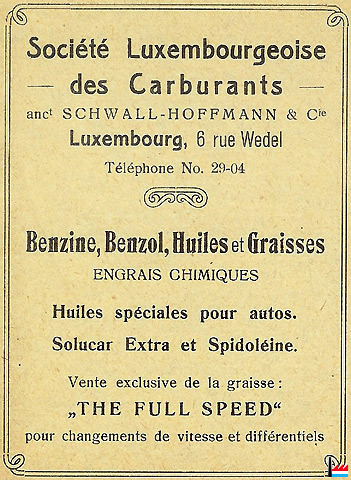 Société Luxembourgeoise
— des Carburants —
anct SCHWALL-HOFFMANN & Cie
Luxembourg, 6 rue Wedel
Téléphone No. 29-04
Benzine, Benzol, Huiles et Graisses
ENGRAIS CHIMIQUES
Huiles spéciales pour autos.
Solucar Extra et Spidoléine.
Vente exclusive de la graisse :
„THE FULL SPEED“
pour changements de vitesse et différentiels